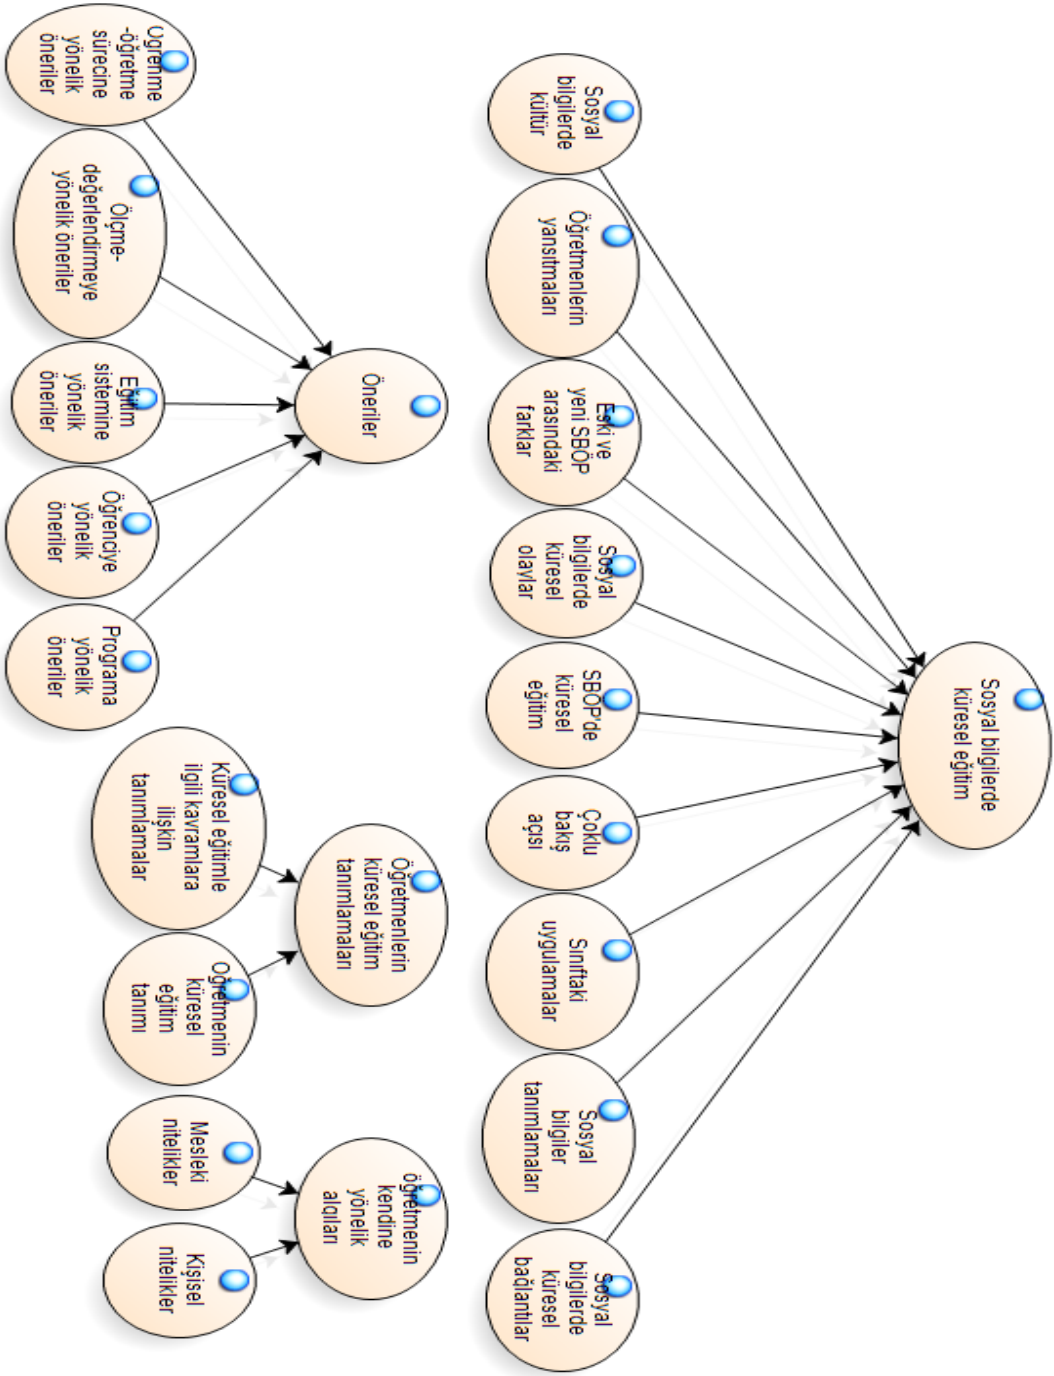 Sosyal bilgilerde
küresel eğitim
Sosyal
bilgilerde
kültür
Öğretmenlerin
yansıtmaları
Eski ve
yeni SBÖP
arasındaki
farklar
Sosyal
bilgilerde
küresel
olaylar
SBÖP'de
küresel
eğitim
Çoklu
bakış
açısı
Sınıftaki
uygulamalar
Sosyal
bilgiler
tanımlamaları
Sosyal
bilgilerde
küresel
bağlantılar
Öneriler
Öğrenme
-öğretme
sürecine
yönelik
öneriler
Ölçme-
değerlendirmeye
yönelik öneriler
Eğitim
sistemine
yönelik
öneriler
Öğrenciye
yönelik
öneriler
Programa
yönelik
öneriler
Öğretmenlerin
küresel eğitim
tanımlamaları
Küresel eğitimle
ilgili kavramlara
ilişkin
tanımlamalar
Öğretmenin
küresel
eğitim
tanımı
öğretmenin
kendine
yönelik
algıları
Mesleki
nitelikler
Kişisel
nitelikler